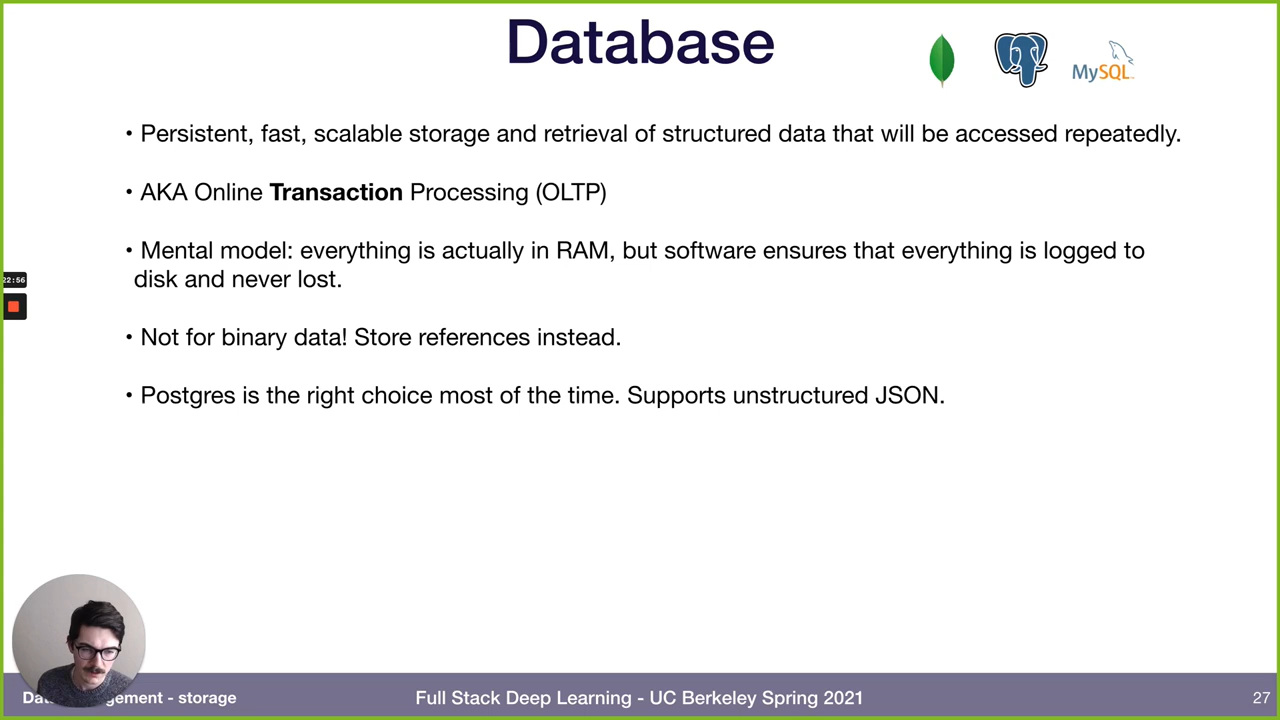 Database
MySQL
• Persistent, fast, scalable storage and retrieval of structured data that will be accessed repeatedly.
• AKA Online Transaction Processing (OLTP)
• Mental model: everything is actually in RAM, but software ensures that everything is logged to
disk and never lost.
22:56
• Not for binary data! Store references instead.
• Postgres is the right choice most of the time. Supports unstructured JSON.
- storage
Full Stack Deep Learning - UC Berkeley Spring 2021
27